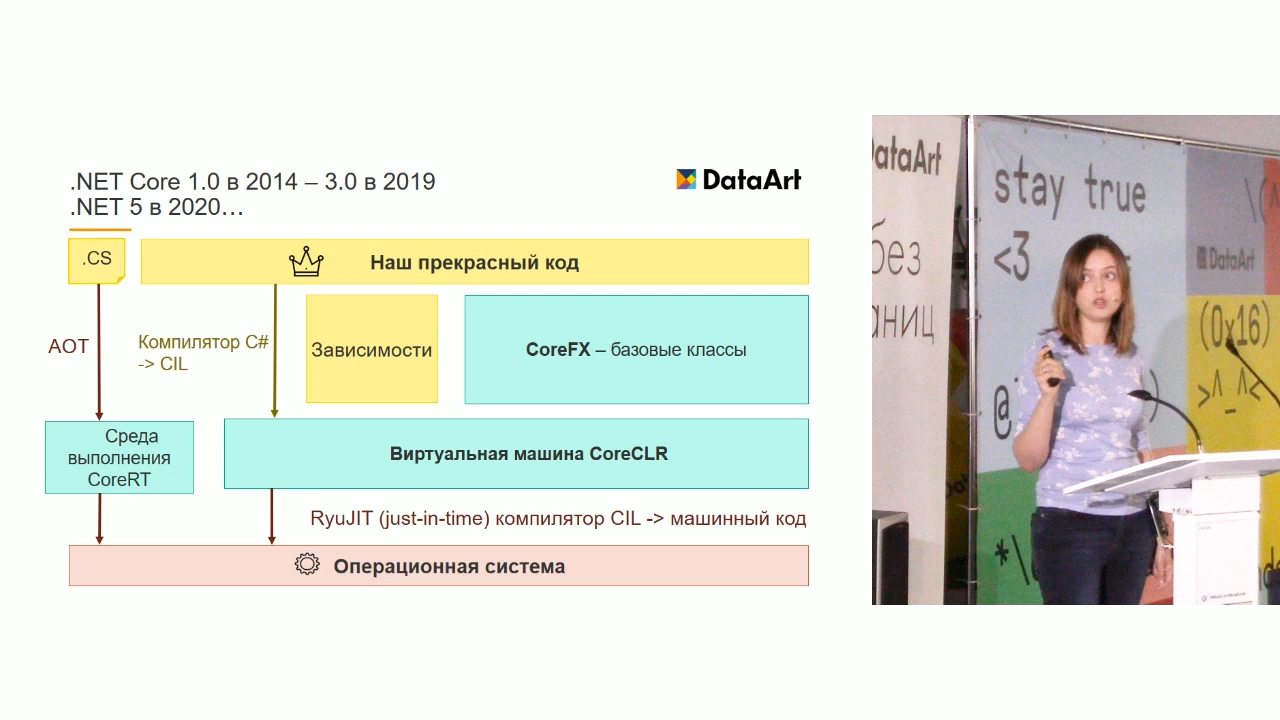 .NET Core 1.0 в 2014 – 3.0 в 2019
.NET 5 в 2020…
DataArt
.CS
Наш прекрасный код
AOT
Компилятор C#
-> CIL
Зависимости
CoreFX – базовые классы
Среда
выполнения
CoreRT
Виртуальная машина CoreCLR
RyuJIT (just-in-time) компилятор CIL -> машинный код
Операционная система
DataArt
без
stay true
<3
DataArt
(0x16)
>^_^<
@